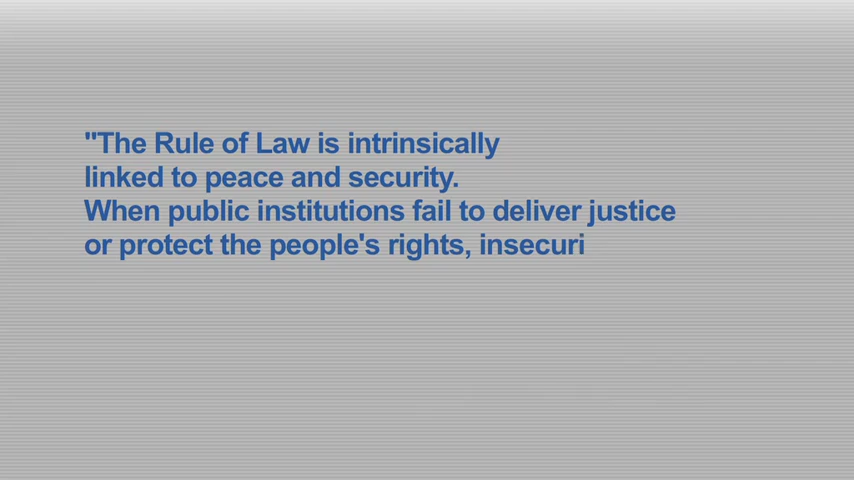 "The Rule of Law is intrinsically
linked to peace and security.
When public institutions fail to deliver justice
or protect the people's rights, insecuri